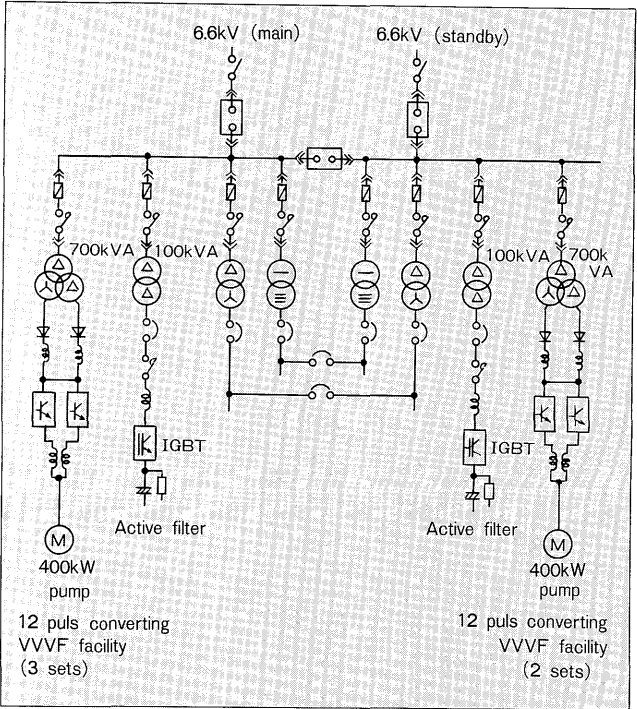 6.6kV (main)
6.6kV (standby)
700kVA
100kVA
100kVA
700k
VA
IGBT
IGBT
Active filter
Active filter
M
M
400kW
pump
400kW
pump
12 puls converting
VVVF facility
(3 sets)
12 puls converting
VVVF facility
(2 sets)